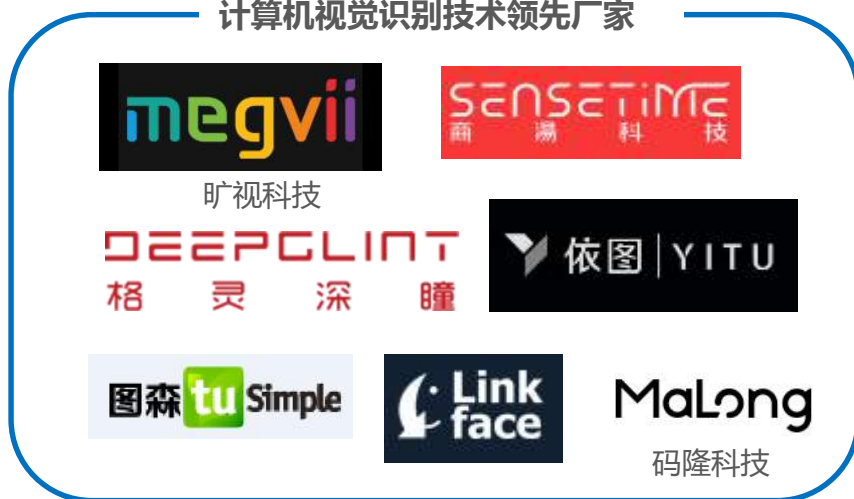 计算机视觉识别技术领先厂家
megvii
SENSETIME
商湯科技
旷视科技
DEEPGLINT
格灵深瞳
依图 | YITU
图森 tu Simple
Link
face
MaLong
码隆科技